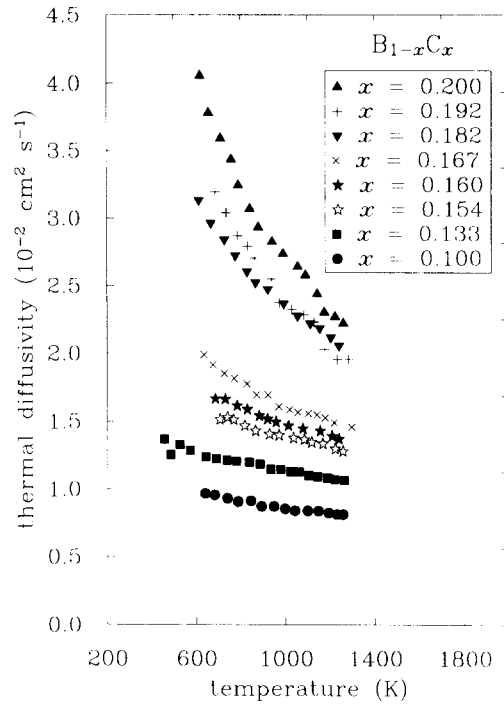 4.5
4.0
3.5
3.0
2.5
2.0
1.5
1.0
0.5
0.0
thermal diffusivity (10⁻² cm² s⁻¹)
B₁₋ₓCₓ
x = 0.200
x = 0.192
x = 0.182
x = 0.167
x = 0.160
x = 0.154
x = 0.133
x = 0.100
200 600 1000 1400 1800
temperature (K)